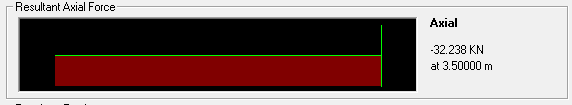 Resultant Axial Force
Axial
-32.238 KN
at 3.50000 m